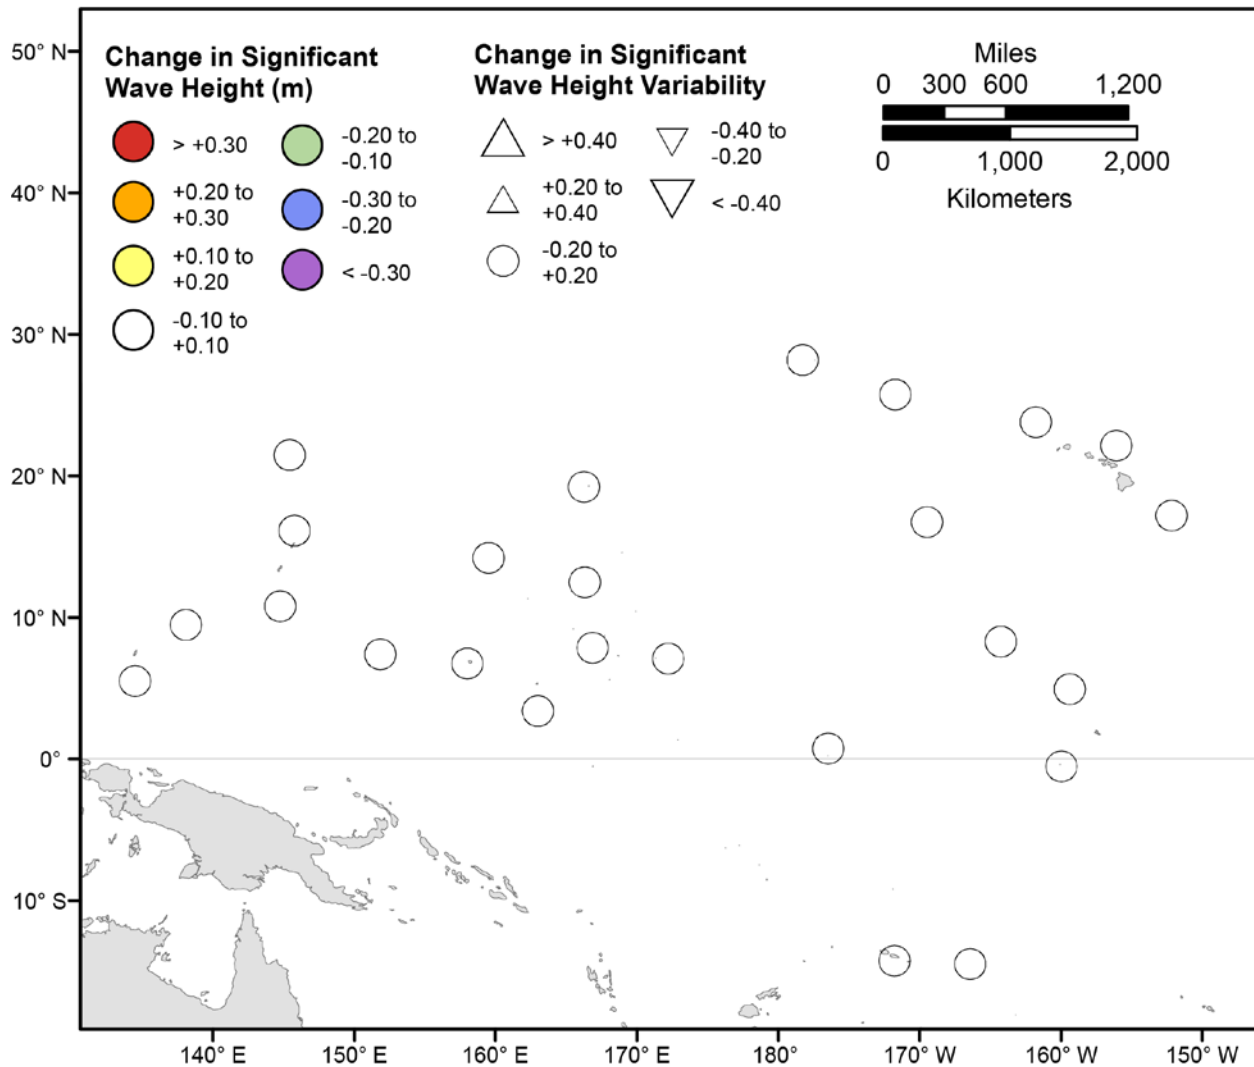 Change in Significant
Wave Height (m)
> +0.30
+0.20 to
+0.30
+0.10 to
+0.20
-0.10 to
+0.10
-0.20 to
-0.10
-0.30 to
-0.20
< -0.30
Change in Significant
Wave Height Variability
> +0.40
+0.20 to
+0.40
-0.20 to
+0.20
-0.40 to
-0.20
< -0.40
Miles
0 300 600 1,200
0 1,000 2,000
Kilometers
50° N
40° N
30° N
20° N
10° N
0°
10° S
140° E 150° E 160° E 170° E 180° 170° W 160° W 150° W